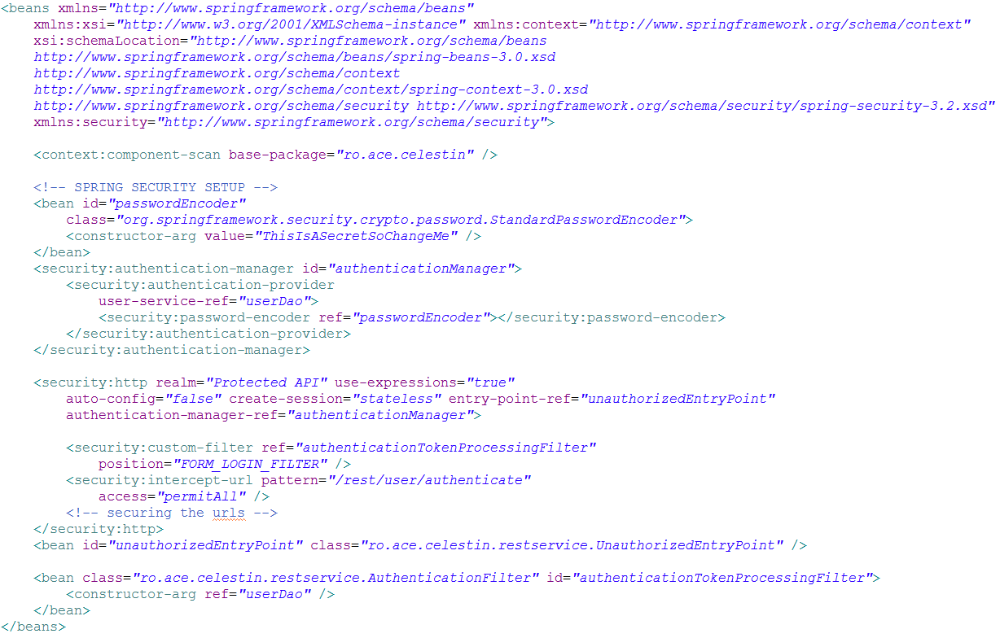 <beans xmlns="http://www.springframework.org/schema/beans"
    xmlns:xsi="http://www.w3.org/2001/XMLSchema-instance" xmlns:context="http://www.springframework.org/schema/context"
    xsi:schemaLocation="http://www.springframework.org/schema/beans
    http://www.springframework.org/schema/beans/spring-beans-3.0.xsd
    http://www.springframework.org/schema/context
    http://www.springframework.org/schema/context/spring-context-3.0.xsd
    http://www.springframework.org/schema/security http://www.springframework.org/schema/security/spring-security-3.2.xsd"
    xmlns:security="http://www.springframework.org/schema/security">

    <context:component-scan base-package="ro.ace.celestin" />

    <!-- SPRING SECURITY SETUP -->
    <bean id="passwordEncoder"
        class="org.springframework.security.crypto.password.StandardPasswordEncoder">
        <constructor-arg value="ThisIsASecretSoChangeMe" />
    </bean>
    <security:authentication-manager id="authenticationManager">
        <security:authentication-provider
            user-service-ref="userDao">
            <security:password-encoder ref="passwordEncoder"></security:password-encoder>
        </security:authentication-provider>
    </security:authentication-manager>

    <security:http realm="Protected API" use-expressions="true"
        auto-config="false" create-session="stateless" entry-point-ref="unauthorizedEntryPoint"
        authentication-manager-ref="authenticationManager">

        <security:custom-filter ref="authenticationTokenProcessingFilter"
            position="FORM_LOGIN_FILTER" />
        <security:intercept-url pattern="/rest/user/authenticate"
            access="permitAll" />
        <!-- securing the urls -->
    </security:http>
    <bean id="unauthorizedEntryPoint" class="ro.ace.celestin.restservice.UnauthorizedEntryPoint" />

    <bean class="ro.ace.celestin.restservice.AuthenticationFilter" id="authenticationTokenProcessingFilter">
        <constructor-arg ref="userDao" />
    </bean>
</beans>